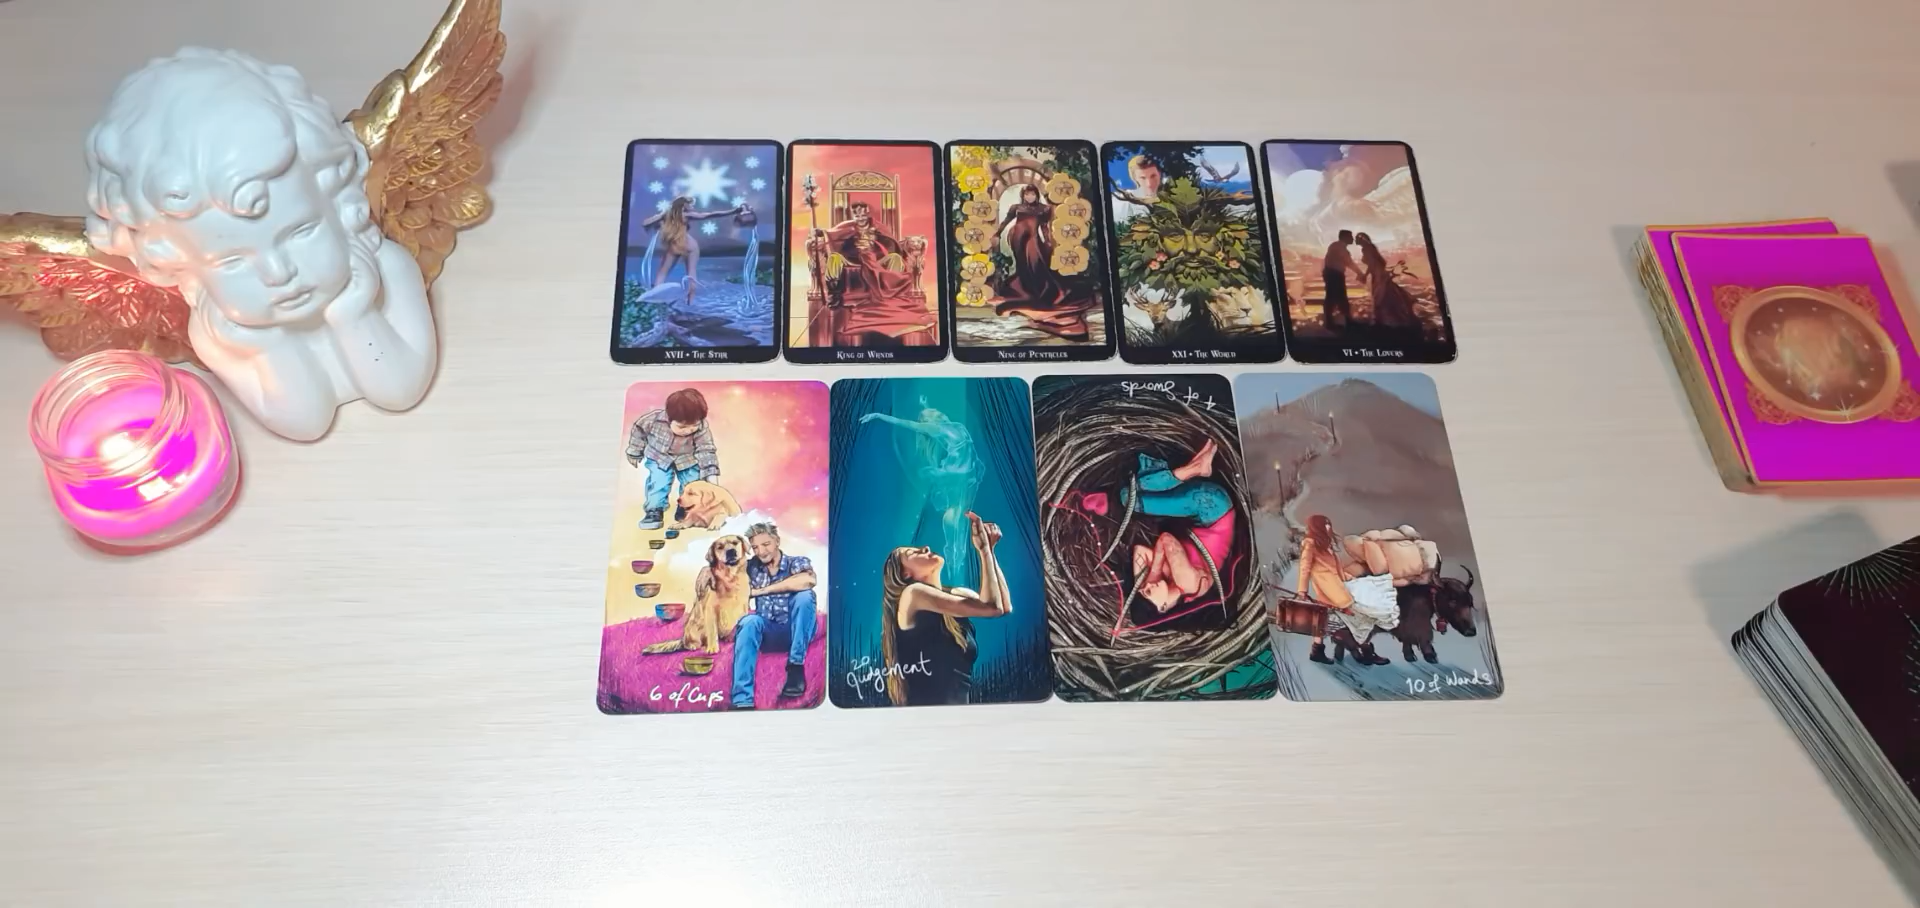 XVII • The Star
King of Wands
Nine of Pentacles
XXI • The World
VI • The Lovers
6 of Cups
20
Judgement
4 of Swords
10 of Wands